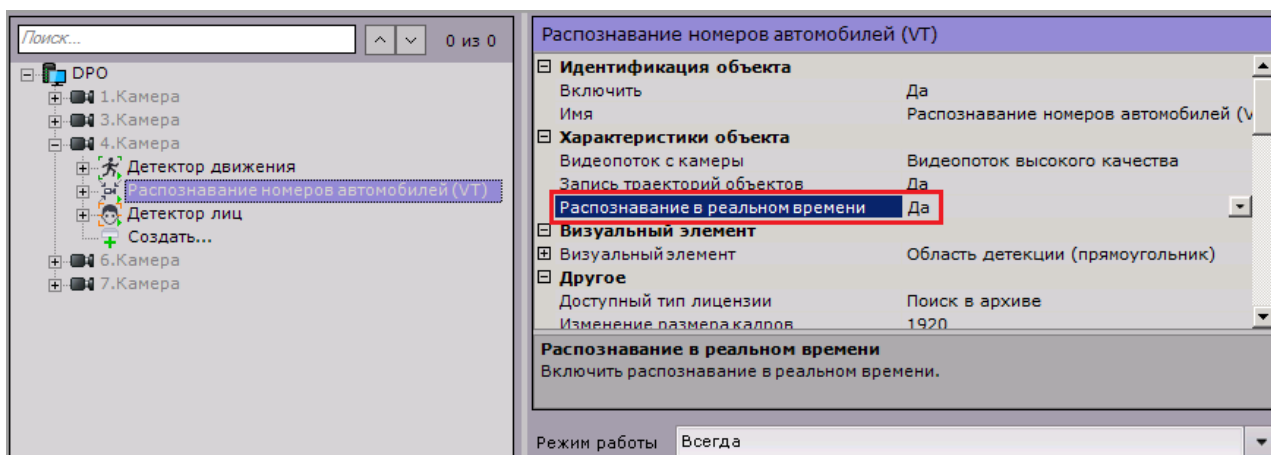 Поиск...
0 из 0
DPO
1.Камера
3.Камера
4.Камера
Детектор движения
Распознавание номеров автомобилей (VT)
Детектор лиц
Создать...
6.Камера
7.Камера
Распознавание номеров автомобилей (VT)
Идентификация объекта
Включить Да
Имя Распознавание номеров автомобилей (V
Характеристики объекта
Видеопоток с камеры Видеопоток высокого качества
Запись траекторий объектов Да
Распознавание в реальном времени Да
Визуальный элемент
Визуальный элемент Область детекции (прямоугольник)
Другое
Доступный тип лицензии Поиск в архиве
Изменение размера кадров 1920
Распознавание в реальном времени
Включить распознавание в реальном времени.
Режим работы Всегда